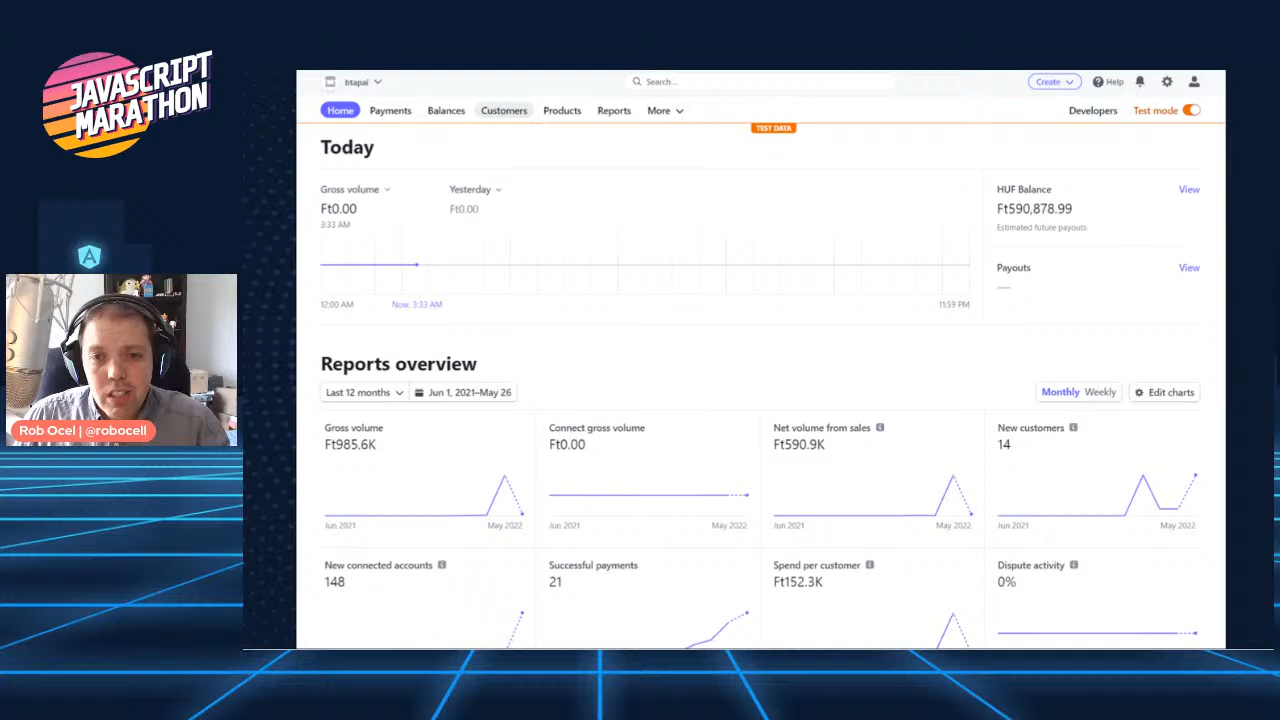 JAVASCRIPT
MARATHON
btapai
Search...
Create
Help
Home
Payments
Balances
Customers
Products
Reports
More
Developers
Test mode
TEST DATA
Today
Gross volume
Yesterday
HUF Balance
View
Ft0.00
Ft0.00
Ft590,878.99
3:33 AM
Estimated future payouts
Payouts
View
12:00 AM
Now, 3:33 AM
11:59 PM
Reports overview
Last 12 months
Jun 1, 2021–May 26
Monthly Weekly
Edit charts
Gross volume
Connect gross volume
Net volume from sales
New customers
Ft985.6K
Ft0.00
Ft590.9K
14
Jun 2021
May 2022
Jun 2021
May 2022
Jun 2021
May 2022
Jun 2021
May 2022
New connected accounts
Successful payments
Spend per customer
Dispute activity
148
21
Ft152.3K
0%
A
Rob Ocel | @robocell